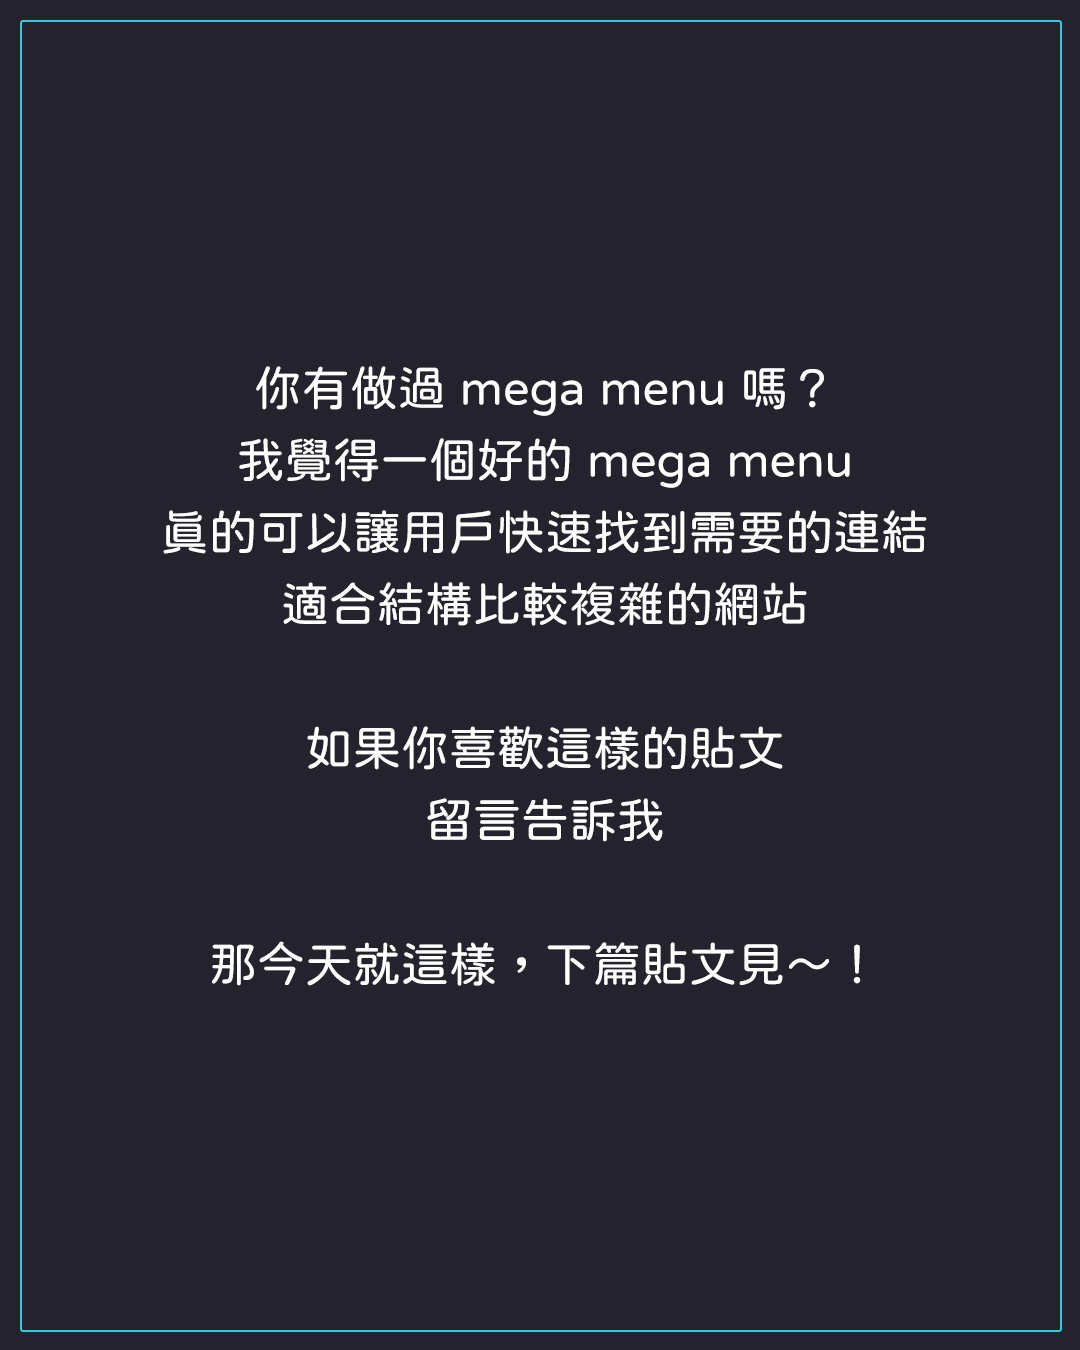 你有做過 mega menu 嗎？
我覺得一個好的 mega menu
真的可以讓用戶快速找到需要的連結
適合結構比較複雜的網站
如果你喜歡這樣的貼文
留言告訴我
那今天就這樣，下篇貼文見～！